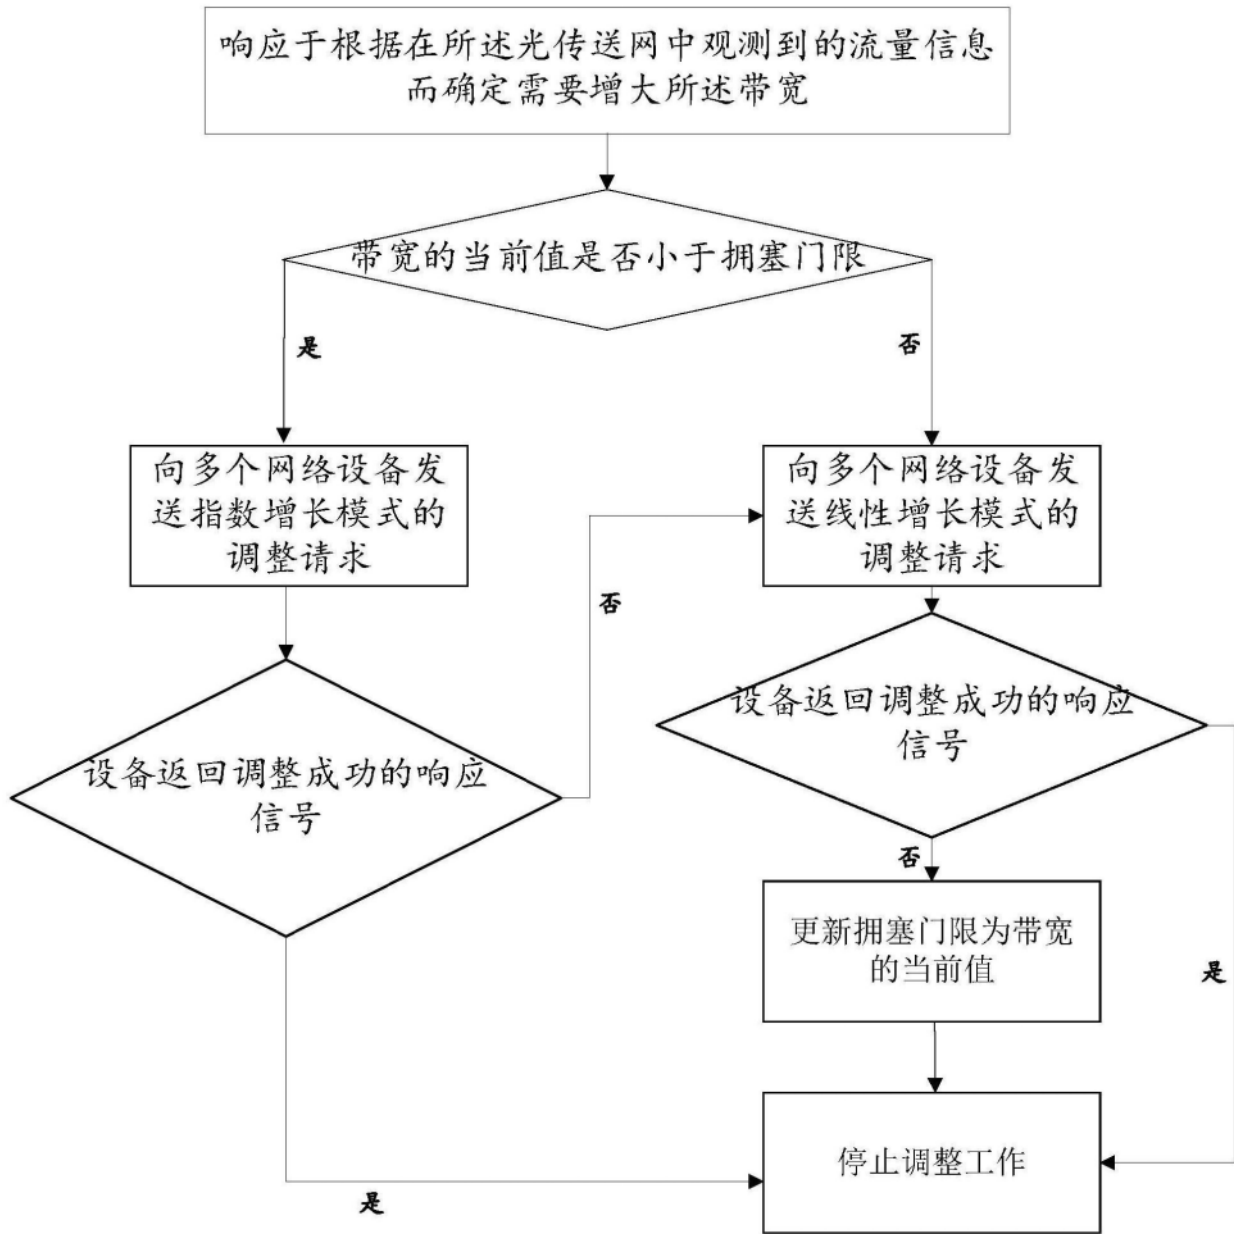 响应于根据在所述光传送网中观测到的流量信息
而确定需要增大所述带宽
带宽的当前值是否小于拥塞门限
是
否
向多个网络设备发
送指数增长模式的
调整请求
向多个网络设备发
送线性增长模式的
调整请求
否
设备返回调整成功的响应
信号
设备返回调整成功的响应
信号
否
更新拥塞门限为带宽
的当前值
是
停止调整工作
是